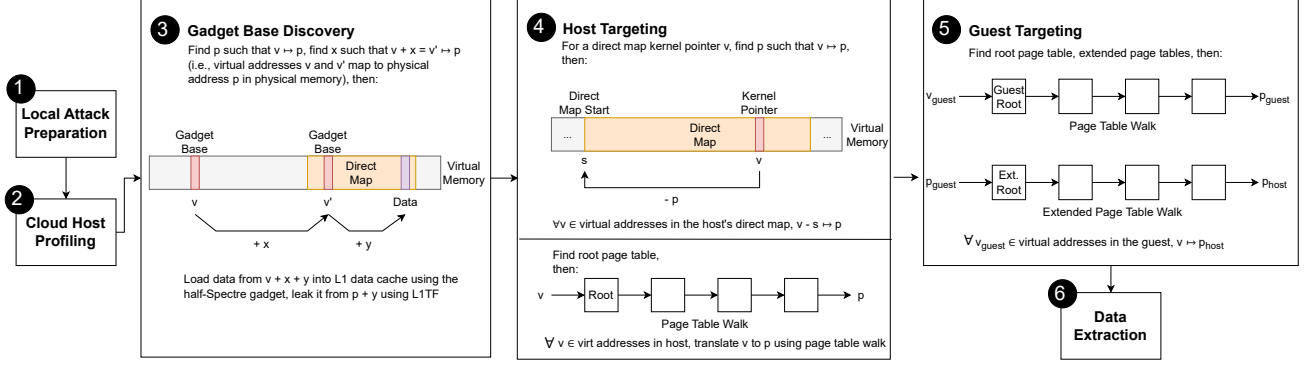 1
Local Attack
Preparation
2
Cloud Host
Profiling
3
Gadget Base Discovery
Find p such that v ↦ p, find x such that v + x = v' ↦ p
(i.e., virtual addresses v and v' map to physical
address p in physical memory), then:
Gadget
Base
Gadget
Base
Direct
Map
Virtual
Memory
v
v'
Data
+ x
+ y
Load data from v + x + y into L1 data cache using the
half-Spectre gadget, leak it from p + y using L1TF
4
Host Targeting
For a direct map kernel pointer v, find p such that v ↦ p,
then:
Direct
Map Start
Kernel
Pointer
...
Direct
Map
...
Virtual
Memory
s
v
- p
∀v ∈ virtual addresses in the host's direct map, v - s ↦ p
Find root page table,
then:
v
Root
p
Page Table Walk
∀ v ∈ virt addresses in host, translate v to p using page table walk
5
Guest Targeting
Find root page table, extended page tables, then:
v_guest
Guest
Root
p_guest
Page Table Walk
p_guest
Ext.
Root
p_host
Extended Page Table Walk
∀ v_guest ∈ virtual addresses in the guest, v ↦ p_host
6
Data
Extraction